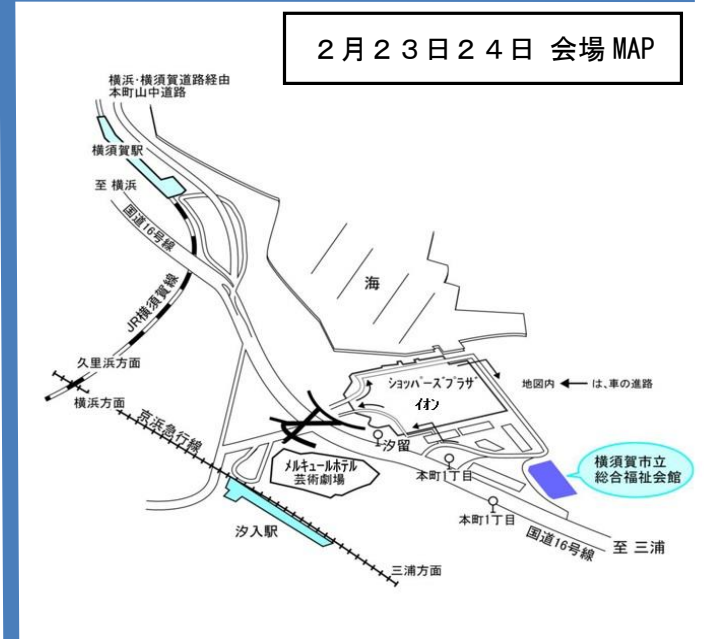 2月23日24日 会場MAP
横浜・横須賀道路経由
本町山中道路
横須賀駅
至 横浜
国道16号線
JR横須賀線
海
久里浜方面
横浜方面
京浜急行線
ショッパーズプラザ
イオン
地図内 ← は、車の進路
汐留
メルキュールホテル
芸術劇場
本町1丁目
横須賀市立
総合福祉会館
本町1丁目
汐入駅
国道16号線
至 三浦
三浦方面